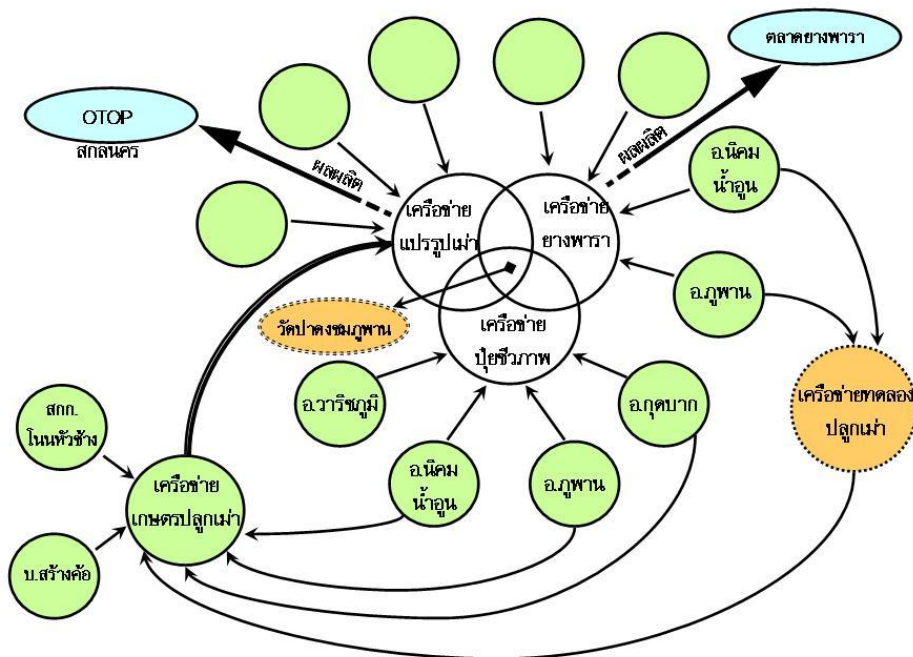 ตลาดยางพารา
OTOP
สกลนคร
ผลผลิต
ผลผลิต
อ.นิคม
น้ำอูน
เครือข่าย
แปรรูปเม่า
เครือข่าย
ยางพารา
อ.ภูพาน
วัดป่าดงชมภูพาน
เครือข่าย
ปุ๋ยชีวภาพ
เครือข่ายทดลอง
ปลูกเม่า
อ.วาริชภูมิ
อ.กุดบาก
สกก.
โนนหัวช้าง
เครือข่าย
เกษตรปลูกเม่า
อ.นิคม
น้ำอูน
อ.ภูพาน
บ.สร้างค้อ